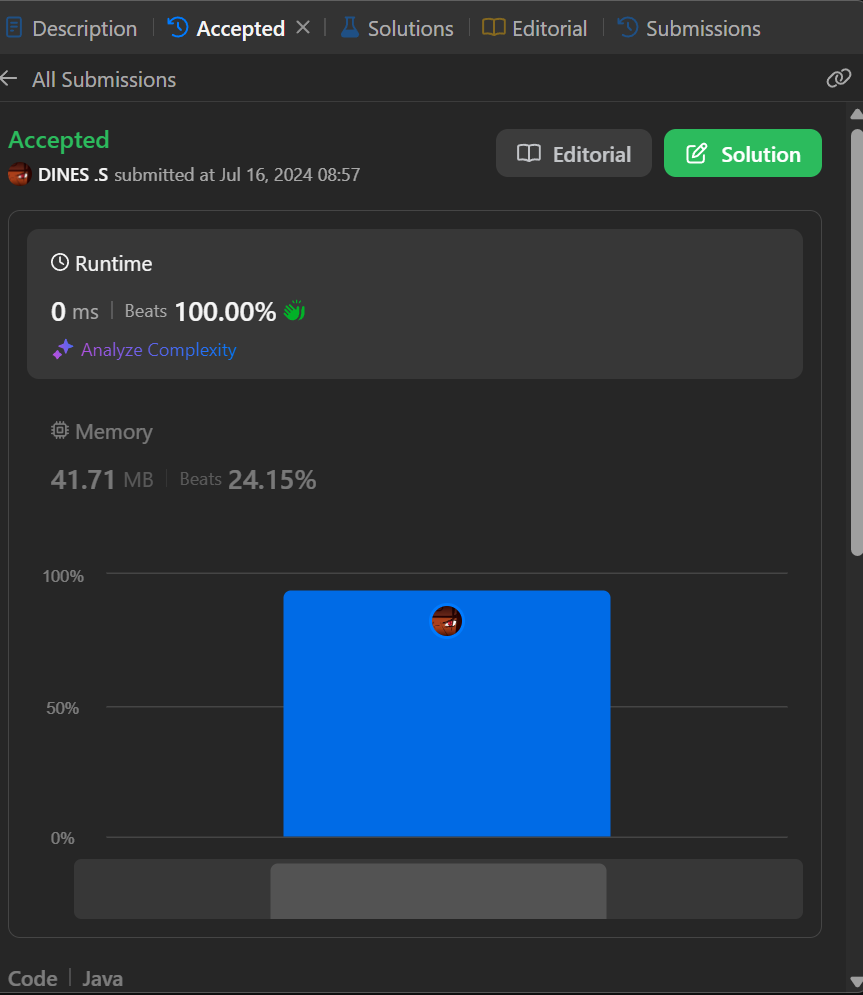 Description Accepted Solutions Editorial Submissions
All Submissions
Accepted
DINES .S submitted at Jul 16, 2024 08:57
Editorial
Solution
Runtime
0 ms Beats 100.00%
Analyze Complexity
Memory
41.71 MB Beats 24.15%
100%
50%
0%
Code Java